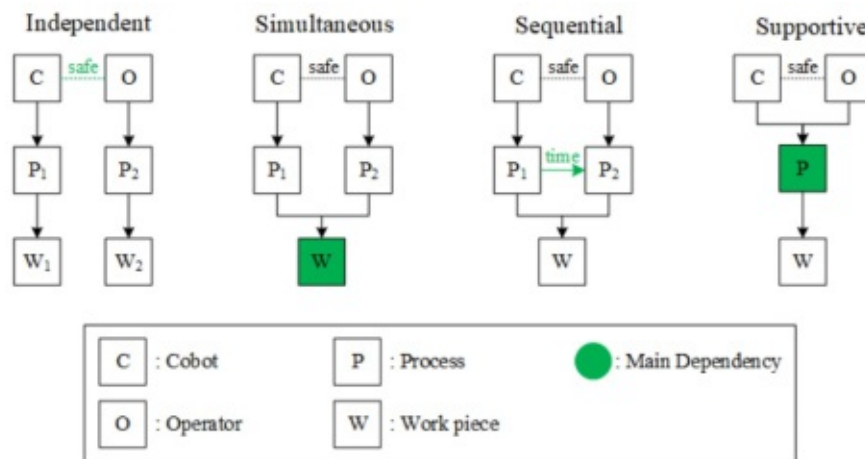 Independent Simultaneous Sequential Supportive
C safe O C safe O C safe O C safe O
P₁ P₂ P₁ P₂ P₁ time P₂ P
W₁ W₂ W W W
C : Cobot P : Process : Main Dependency
O : Operator W : Work piece